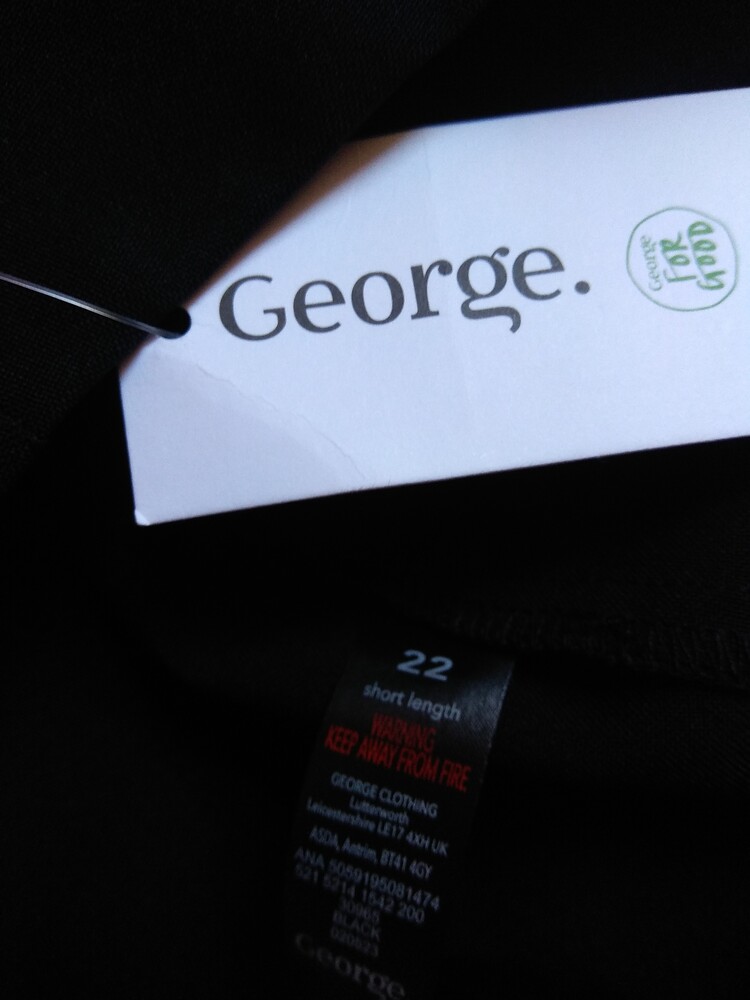 George.
George
FOR
GOOD
22
short length
WARNING
KEEP AWAY FROM FIRE
GEORGE CLOTHING
Lutterworth
Leicestershire LE17 4XH UK
ASDA, Antrim, BT41 4GY
ANA 5059195081474
621 5214 1542 200
30965
BLACK
020623
George